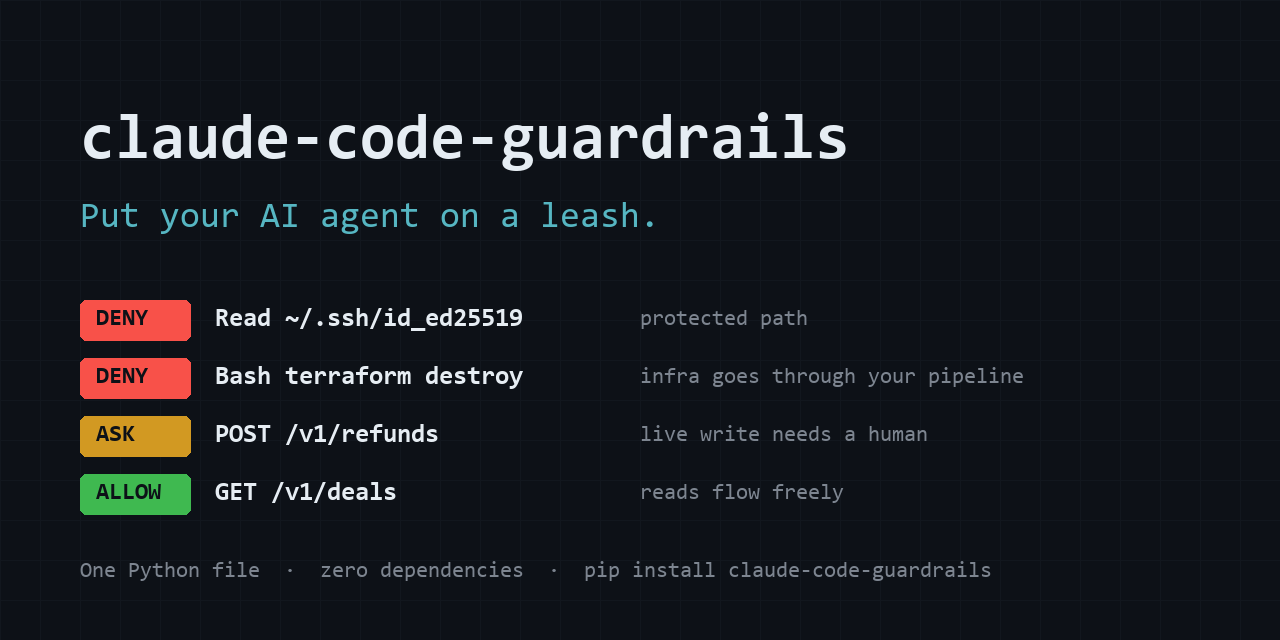 claude-code-guardrails
Put your AI agent on a leash.
DENY Read ~/.ssh/id_ed25519 protected path
DENY Bash terraform destroy infra goes through your pipeline
ASK POST /v1/refunds live write needs a human
ALLOW GET /v1/deals reads flow freely
One Python file · zero dependencies · pip install claude-code-guardrails